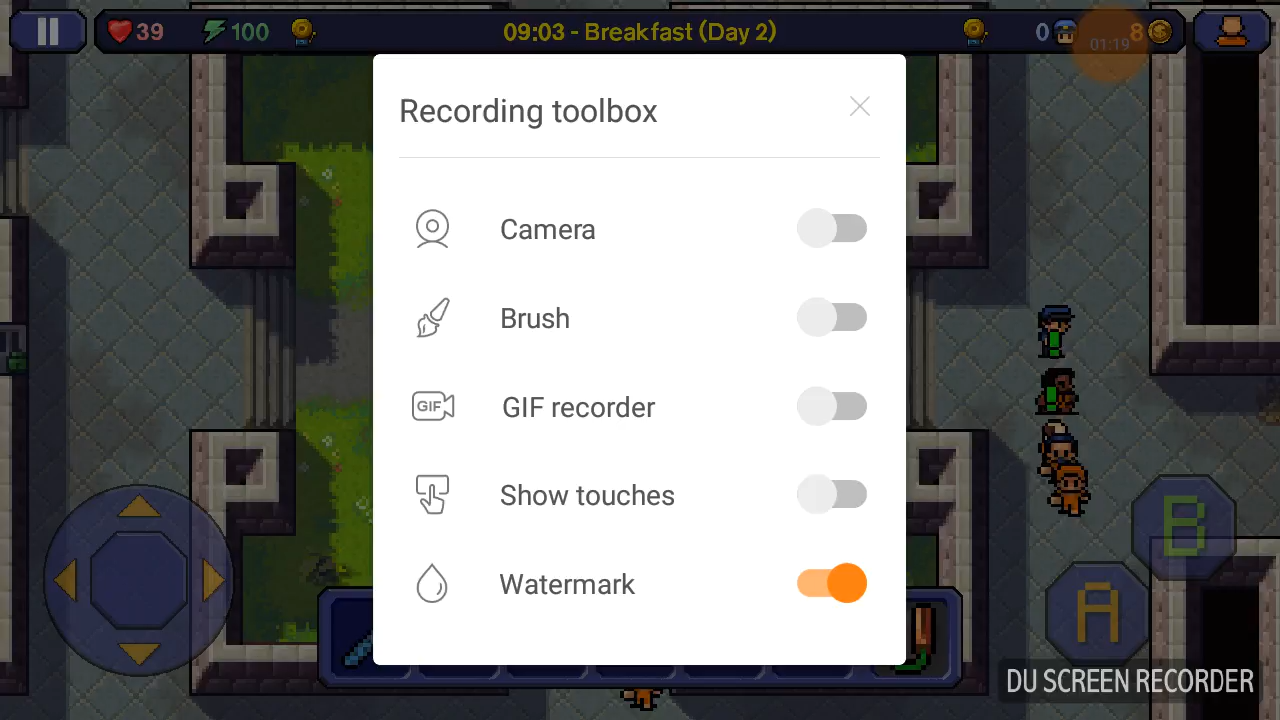 39 100 09:03 - Breakfast (Day 2) 0 8
01:19
Recording toolbox
Camera
Brush
GIF GIF recorder
Show touches
Watermark
B
A
DU SCREEN RECORDER